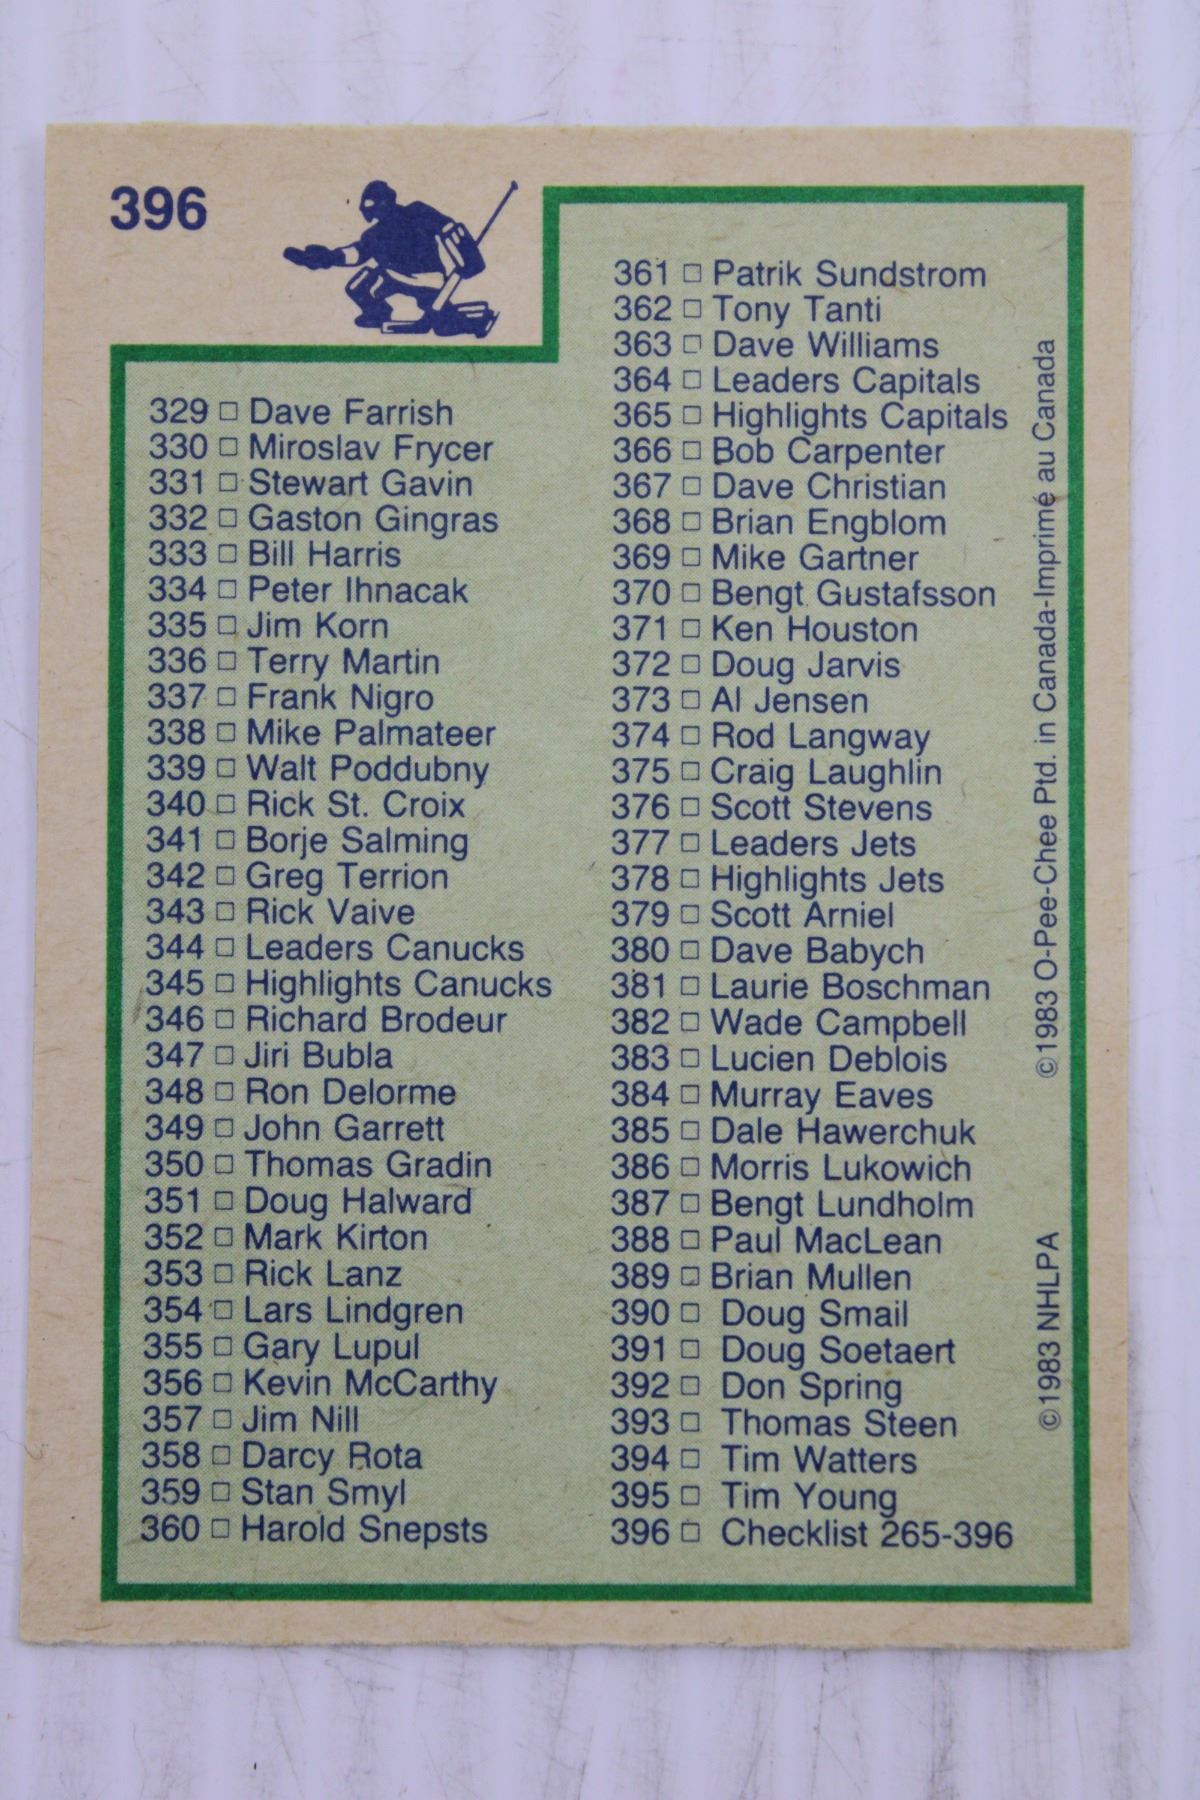 396
329 □ Dave Farrish
330 □ Miroslav Frycer
331 □ Stewart Gavin
332 □ Gaston Gingras
333 □ Bill Harris
334 □ Peter Ihnacak
335 □ Jim Korn
336 □ Terry Martin
337 □ Frank Nigro
338 □ Mike Palmateer
339 □ Walt Poddubny
340 □ Rick St. Croix
341 □ Borje Salming
342 □ Greg Terrion
343 □ Rick Vaive
344 □ Leaders Canucks
345 □ Highlights Canucks
346 □ Richard Brodeur
347 □ Jiri Bubla
348 □ Ron Delorme
349 □ John Garrett
350 □ Thomas Gradin
351 □ Doug Halward
352 □ Mark Kirton
353 □ Rick Lanz
354 □ Lars Lindgren
355 □ Gary Lupul
356 □ Kevin McCarthy
357 □ Jim Nill
358 □ Darcy Rota
359 □ Stan Smyl
360 □ Harold Snepsts
361 □ Patrik Sundstrom
362 □ Tony Tanti
363 □ Dave Williams
364 □ Leaders Capitals
365 □ Highlights Capitals
366 □ Bob Carpenter
367 □ Dave Christian
368 □ Brian Engblom
369 □ Mike Gartner
370 □ Bengt Gustafsson
371 □ Ken Houston
372 □ Doug Jarvis
373 □ Al Jensen
374 □ Rod Langway
375 □ Craig Laughlin
376 □ Scott Stevens
377 □ Leaders Jets
378 □ Highlights Jets
379 □ Scott Arniel
380 □ Dave Babych
381 □ Laurie Boschman
382 □ Wade Campbell
383 □ Lucien Deblois
384 □ Murray Eaves
385 □ Dale Hawerchuk
386 □ Morris Lukowich
387 □ Bengt Lundholm
388 □ Paul MacLean
389 □ Brian Mullen
390 □ Doug Smail
391 □ Doug Soetaert
392 □ Don Spring
393 □ Thomas Steen
394 □ Tim Watters
395 □ Tim Young
396 □ Checklist 265-396
©1983 NHLPA ©1983 O-Pee-Chee Ptd. in Canada-Imprimé au Canada